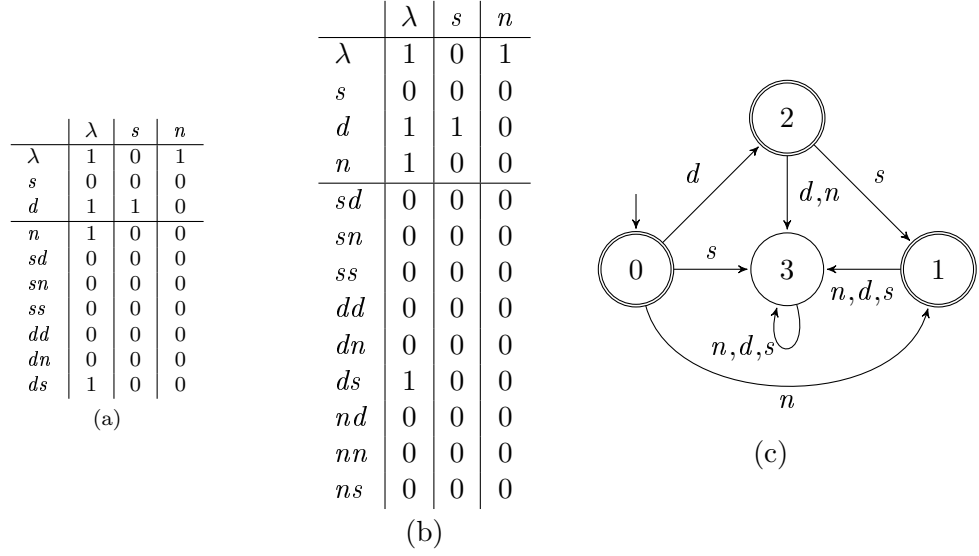 λ s n
λ 1 0 1
s 0 0 0
d 1 1 0
n 1 0 0
sd 0 0 0
sn 0 0 0
ss 0 0 0
dd 0 0 0
dn 0 0 0
ds 1 0 0
(a)
λ s n
λ 1 0 1
s 0 0 0
d 1 1 0
n 1 0 0
sd 0 0 0
sn 0 0 0
ss 0 0 0
dd 0 0 0
dn 0 0 0
ds 1 0 0
nd 0 0 0
nn 0 0 0
ns 0 0 0
(b)
2
d
s
d,n
0
s
3
1
n,d,s
n,d,s
n
(c)